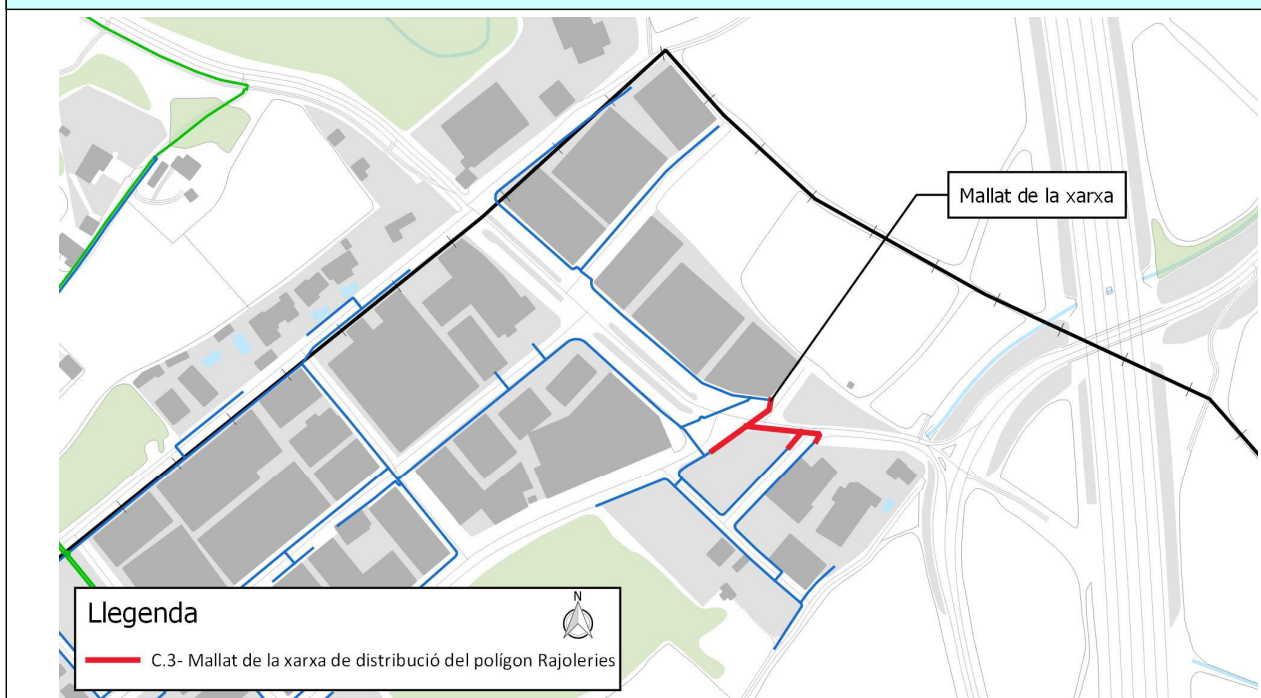 Mallat de la xarxa
Llegenda
N
C.3- Mallat de la xarxa de distribució del polígon Rajoleries